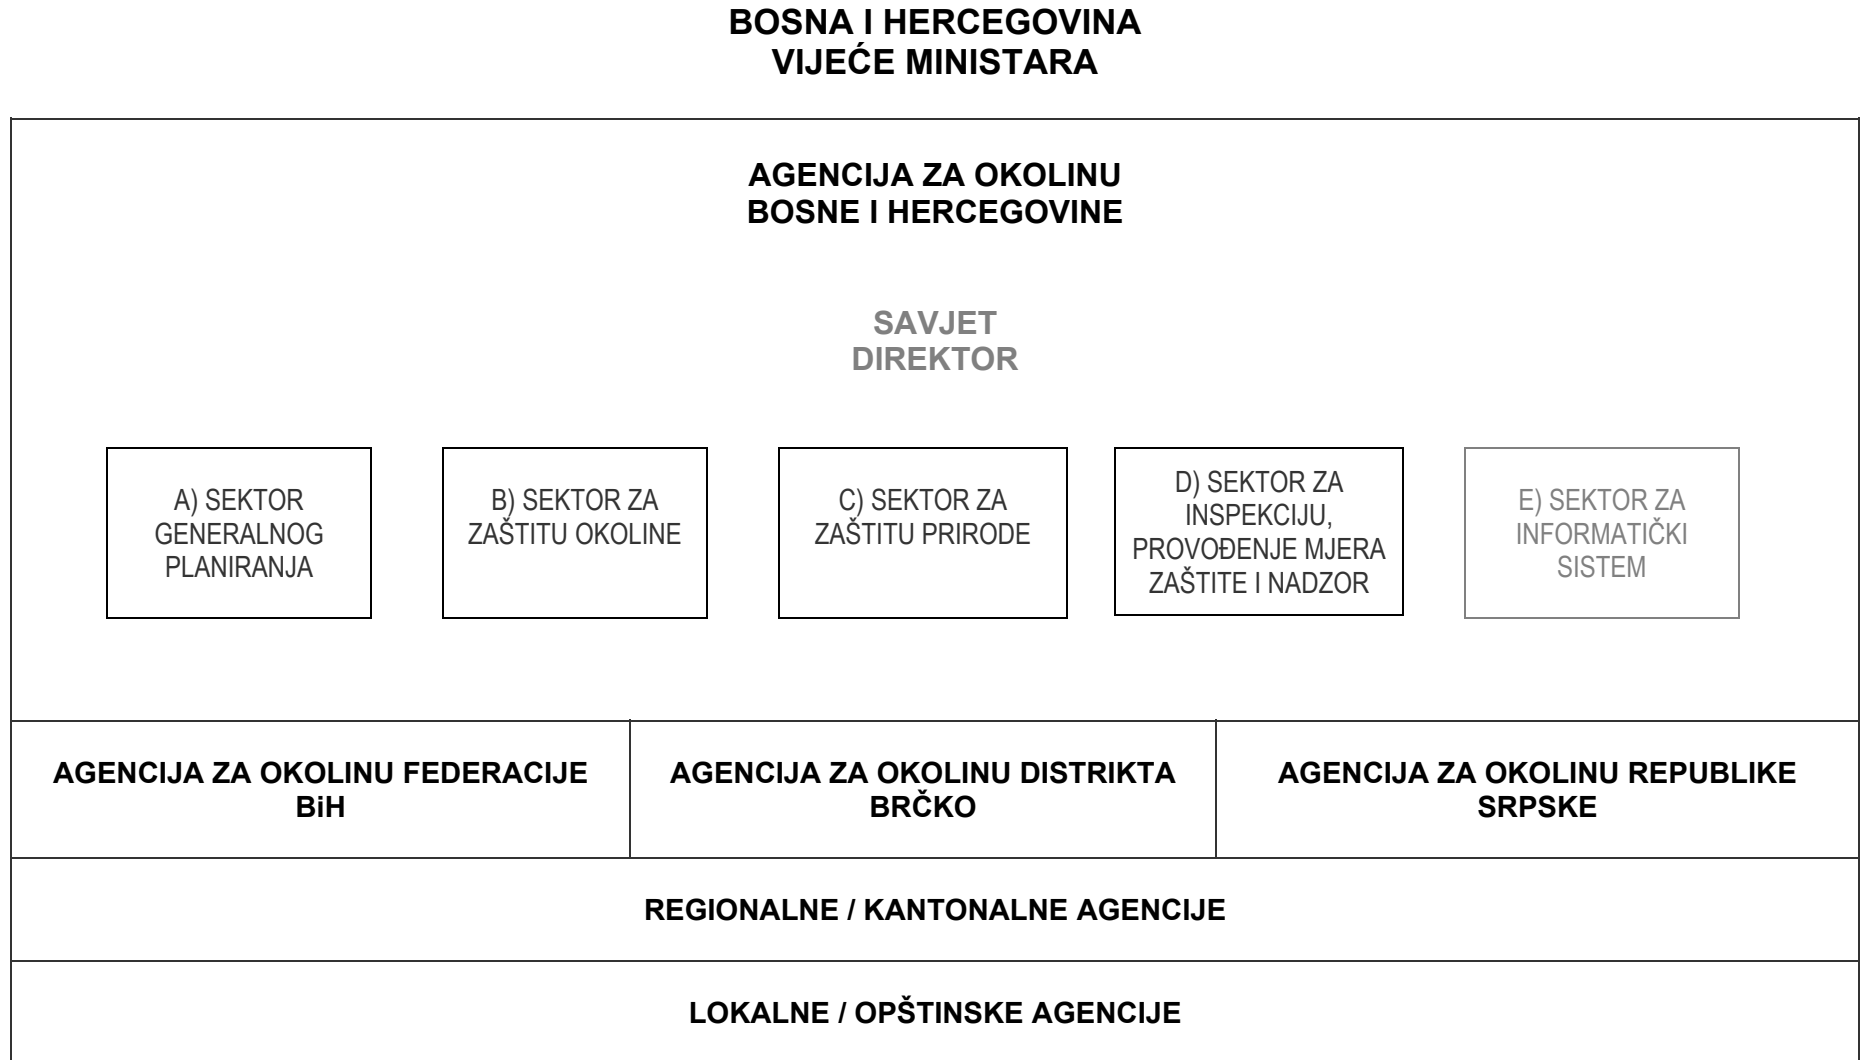 BOSNA I HERCEGOVINA
VIJEĆE MINISTARA
AGENCIJA ZA OKOLINU
BOSNE I HERCEGOVINE
SAVJET
DIREKTOR
A) SEKTOR
GENERALNOG
PLANIRANJA
B) SEKTOR ZA
ZAŠTITU OKOLINE
C) SEKTOR ZA
ZAŠTITU PRIRODE
D) SEKTOR ZA
INSPEKCIJU,
PROVOĐENJE MJERA
ZAŠTITE I NADZOR
E) SEKTOR ZA
INFORMATIČKI
SISTEM
AGENCIJA ZA OKOLINU FEDERACIJE
BiH
AGENCIJA ZA OKOLINU DISTRIKTA
BRČKO
AGENCIJA ZA OKOLINU REPUBLIKE
SRPSKE
REGIONALNE / KANTONALNE AGENCIJE
LOKALNE / OPŠTINSKE AGENCIJE